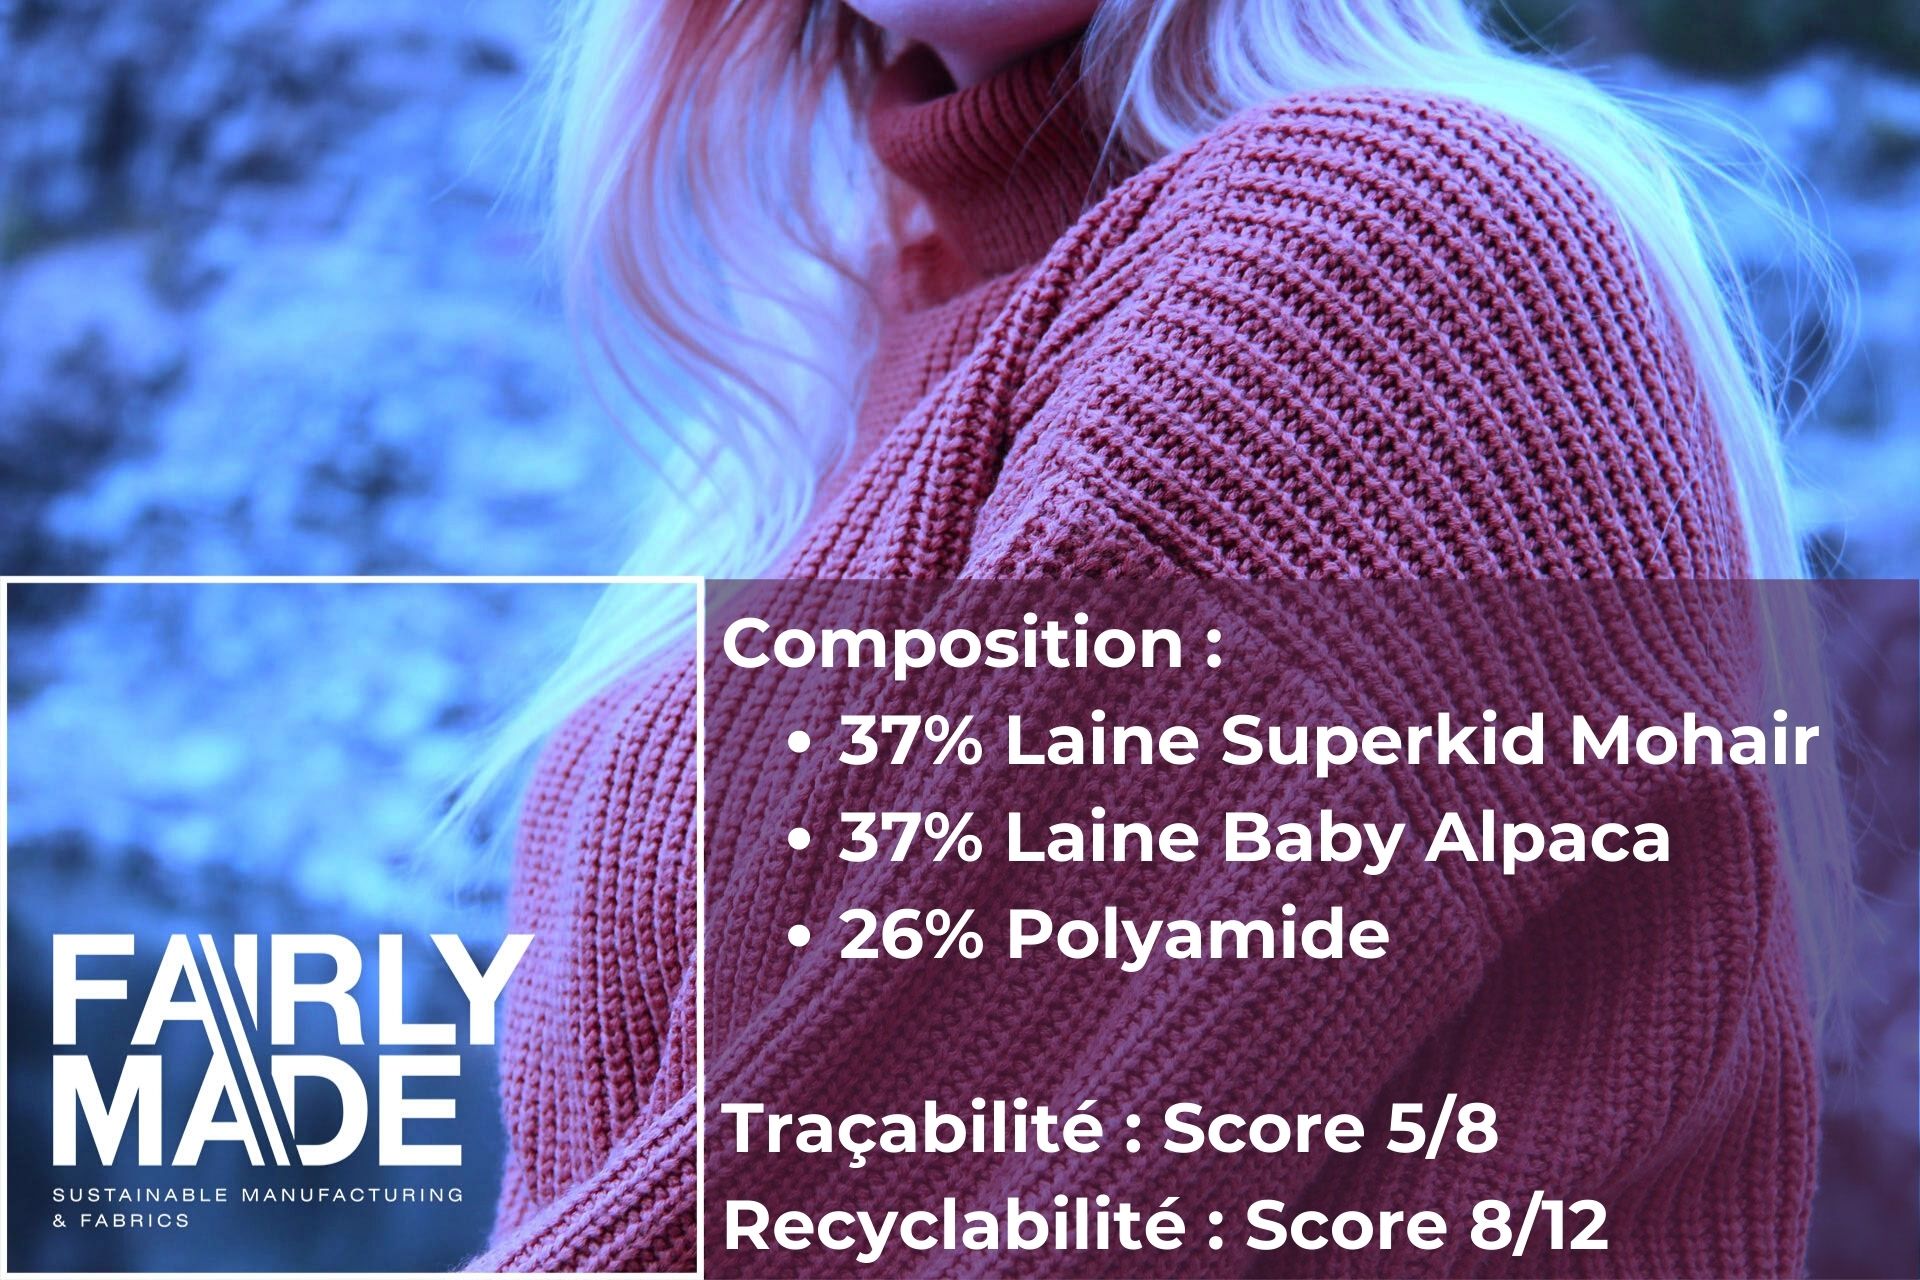 Composition :
• 37% Laine Superkid Mohair
• 37% Laine Baby Alpaca
• 26% Polyamide
Traçabilité : Score 5/8
Recyclabilité : Score 8/12
FAIRLY
MADE
SUSTAINABLE MANUFACTURING
& FABRICS